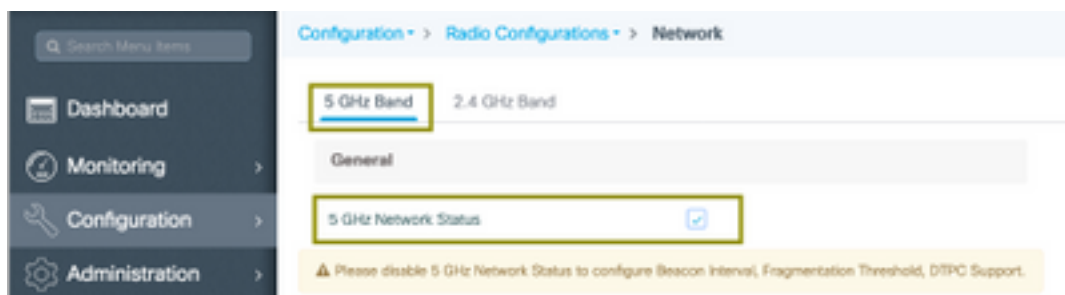 Search Menu Items
Dashboard
Monitoring
Configuration
Administration
Configuration > Radio Configurations > Network
5 GHz Band 2.4 GHz Band
General
5 GHz Network Status
Please disable 5 GHz Network Status to configure Beacon Interval, Fragmentation Threshold, DTPC Support.